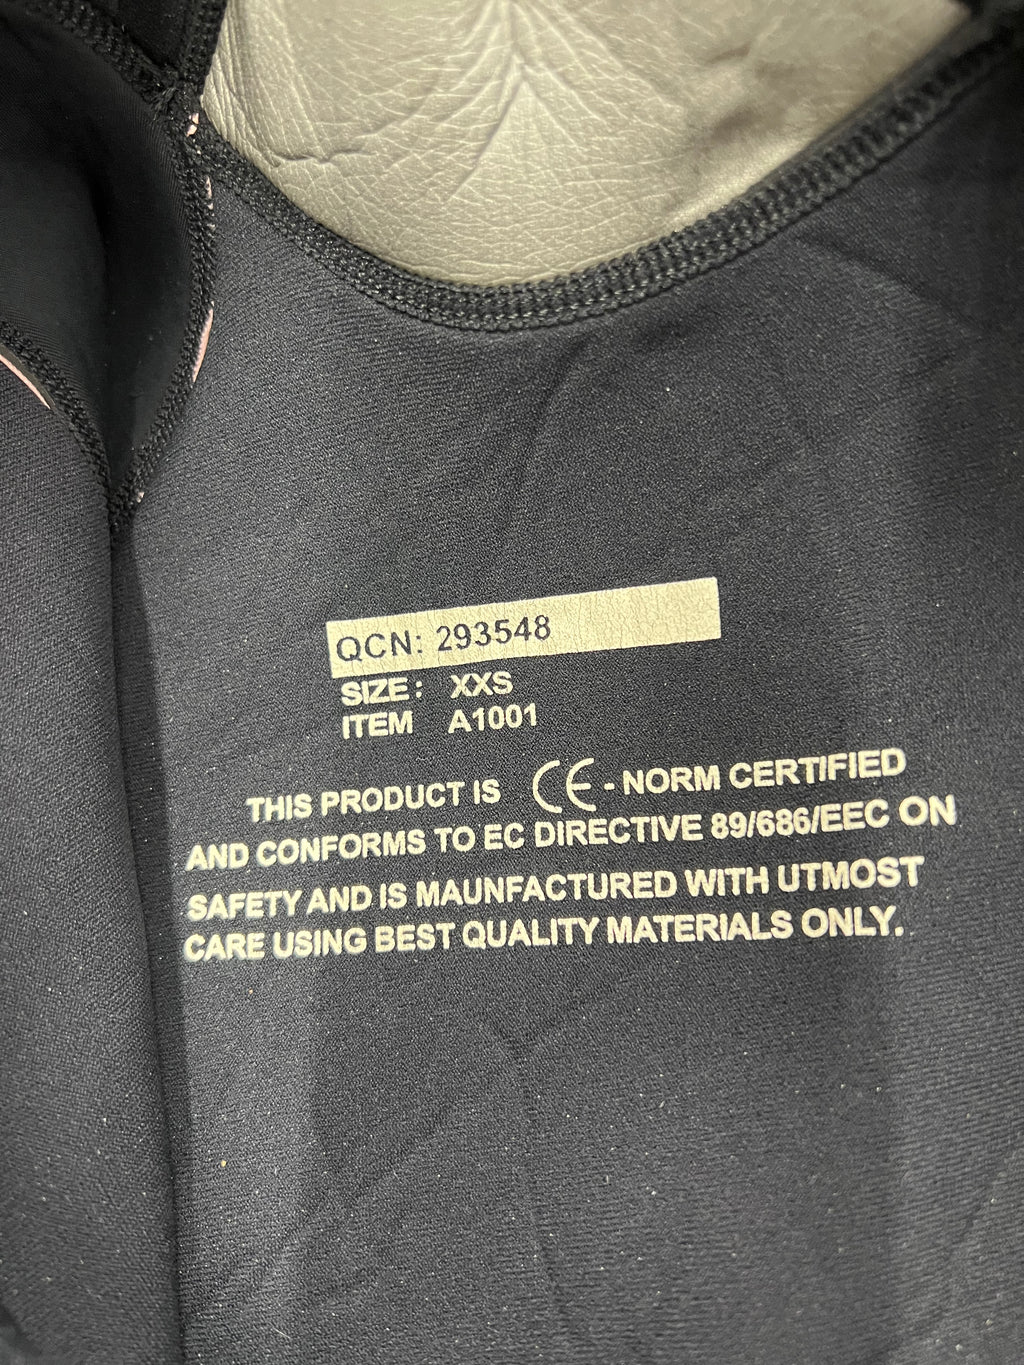 QCN: 293548
SIZE: XXS
ITEM A1001
THIS PRODUCT IS CE - NORM CERTIFIED
AND CONFORMS TO EC DIRECTIVE 89/686/EEC ON
SAFETY AND IS MAUNFACTURED WITH UTMOST
CARE USING BEST QUALITY MATERIALS ONLY.